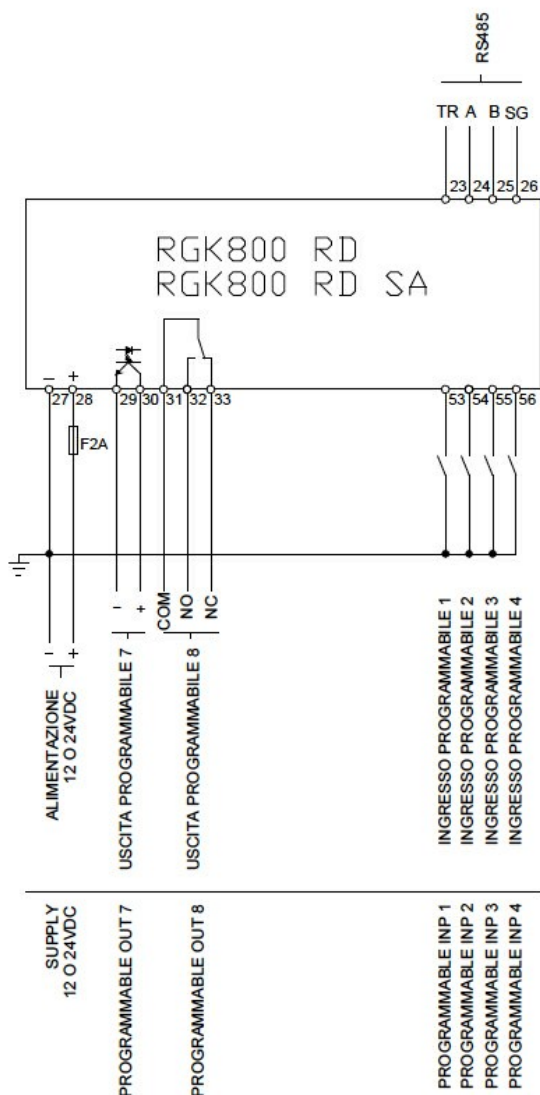 RS485
TR A B SG
23 24 25 26
RGK800 RD
RGK800 RD SA
- +
27 28 29 30 31 32 33
53 54 55 56
F2A
- +
- +
COM
NO
NC
ALIMENTAZIONE
12 O 24VDC
USCITA PROGRAMMABILE 7
USCITA PROGRAMMABILE 8
INGRESSO PROGRAMMABILE 1
INGRESSO PROGRAMMABILE 2
INGRESSO PROGRAMMABILE 3
INGRESSO PROGRAMMABILE 4
SUPPLY
12 O 24VDC
PROGRAMMABLE OUT 7
PROGRAMMABLE OUT 8
PROGRAMMABLE INP 1
PROGRAMMABLE INP 2
PROGRAMMABLE INP 3
PROGRAMMABLE INP 4